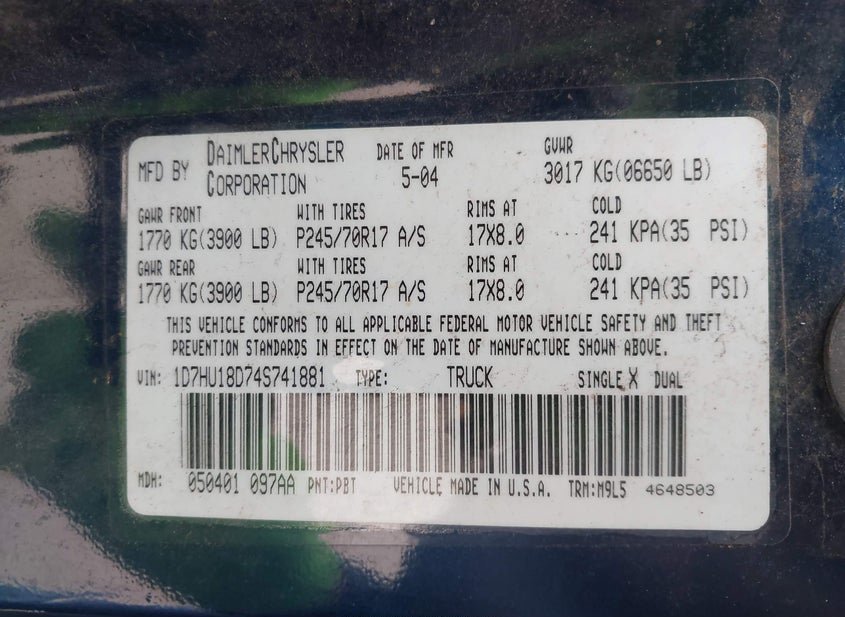 MFD BY DAIMLERCHRYSLER CORPORATION DATE OF MFR 5-04 GVWR 3017 KG(06650 LB)
GAWR FRONT WITH TIRES RIMS AT COLD
1770 KG(3900 LB) P245/70R17 A/S 17X8.0 241 KPA(35 PSI)
GAWR REAR WITH TIRES RIMS AT COLD
1770 KG(3900 LB) P245/70R17 A/S 17X8.0 241 KPA(35 PSI)
THIS VEHICLE CONFORMS TO ALL APPLICABLE FEDERAL MOTOR VEHICLE SAFETY AND THEFT
PREVENTION STANDARDS IN EFFECT ON THE DATE OF MANUFACTURE SHOWN ABOVE.
VIN: 1D7HU18D74S741881 TYPE: TRUCK SINGLE X DUAL
MDH: 050401 097AA PNT:PBT VEHICLE MADE IN U.S.A. TRM:M9L5 4648503